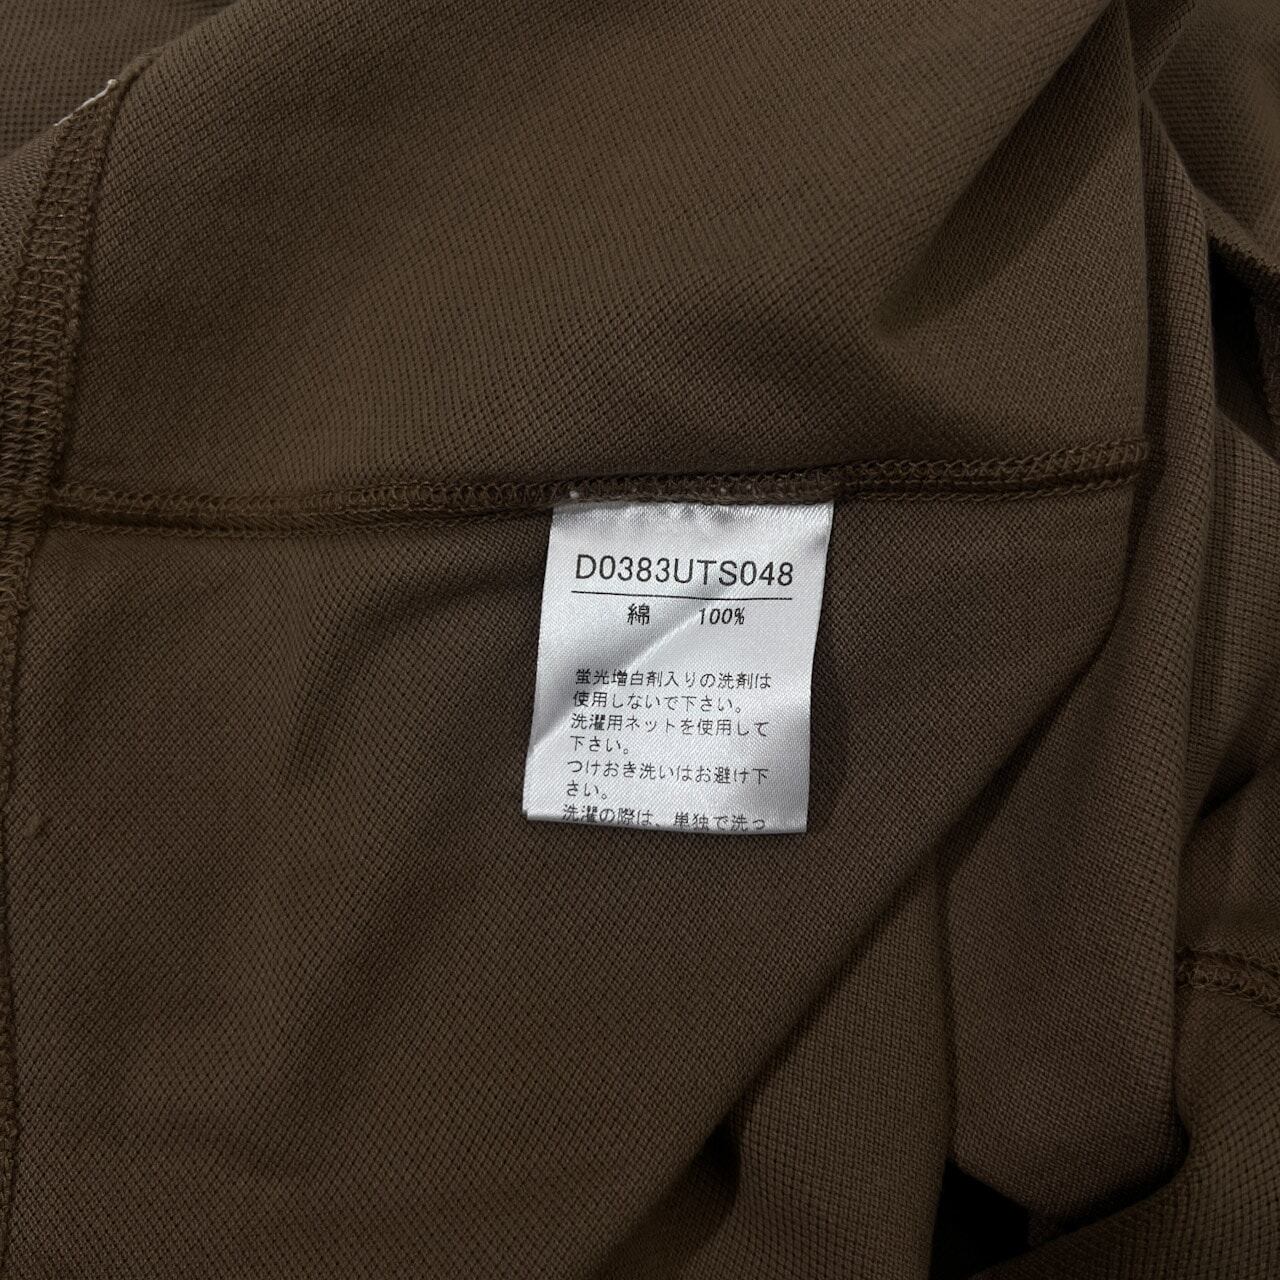 D0383UTS048
綿 100%
蛍光増白剤入りの洗剤は
使用しないで下さい。
洗濯用ネットを使用して
下さい。
つけおき洗いはお避け下
さい。
洗濯の際は、単独で洗っ